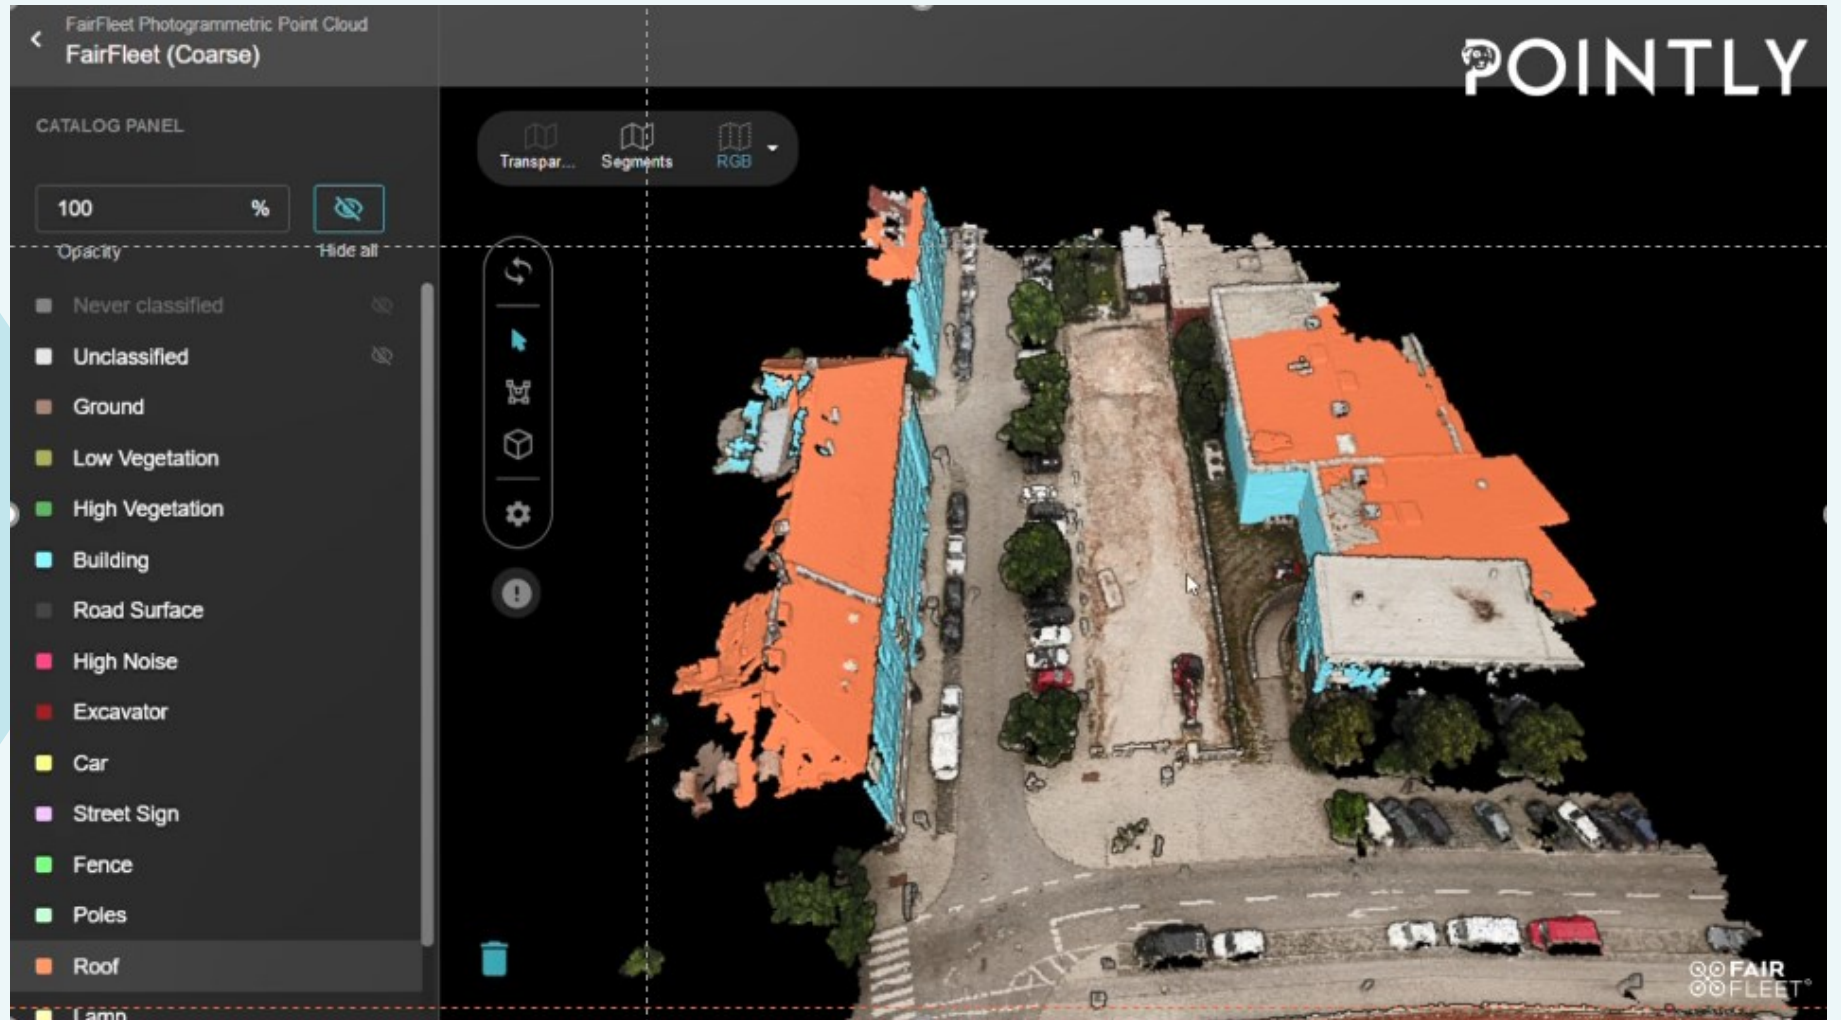 FairFleet Photogrammetric Point Cloud
FairFleet (Coarse)
POINTLY
CATALOG PANEL
Transpar...
Segments
RGB
100 %
Opacity
Hide all
Never classified
Unclassified
Ground
Low Vegetation
High Vegetation
Building
Road Surface
High Noise
Excavator
Car
Street Sign
Fence
Poles
Roof
Lamp
FAIR
FLEET